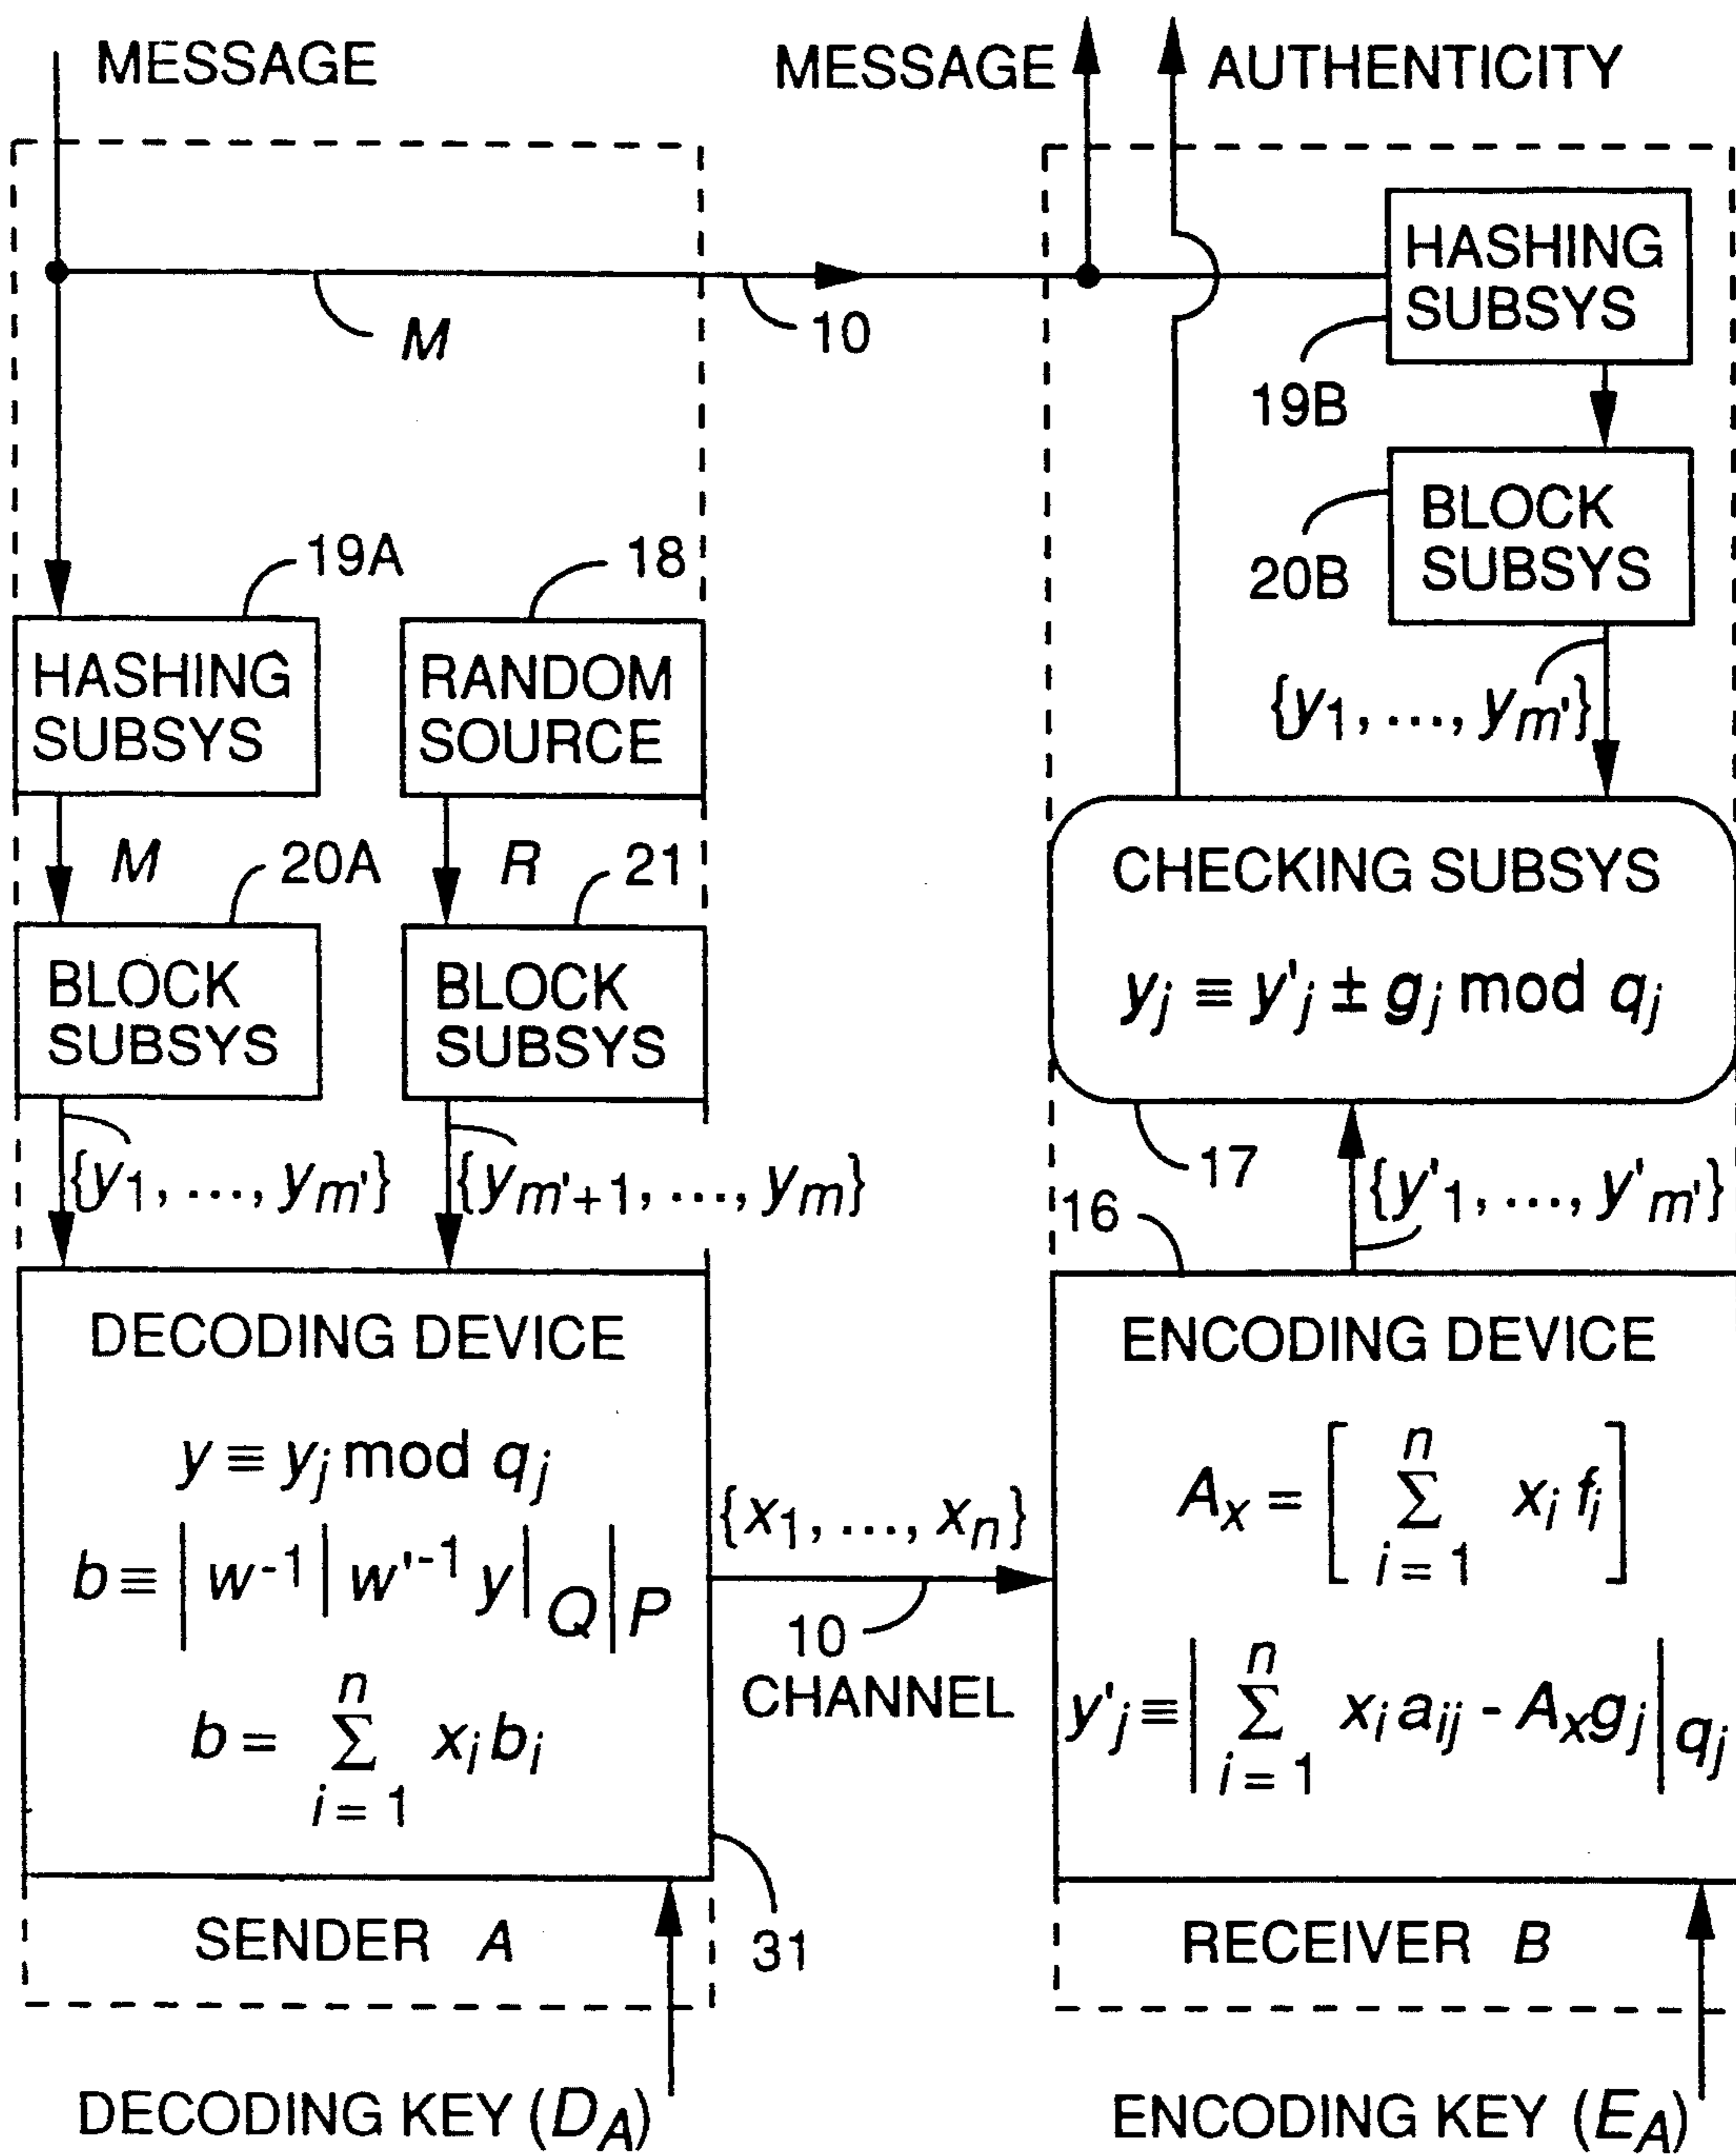 MESSAGE
MESSAGE
AUTHENTICITY
M
10
HASHING
SUBSYS
19B
BLOCK
SUBSYS
20B
{y1, ..., ym'}
19A
18
HASHING
SUBSYS
RANDOM
SOURCE
M
20A
R
21
BLOCK
SUBSYS
BLOCK
SUBSYS
{y1, ..., ym'}
{ym'+1, ..., ym}
CHECKING SUBSYS
yj ≡ y'j ± gj mod qj
17
16
{y'1, ..., y'm'}
DECODING DEVICE
y ≡ yj mod qj
b ≡ | w⁻¹ | w'⁻¹ y |Q|P
b = Σ(i = 1, n) xi bi
31
SENDER A
DECODING KEY (DA)
{x1, ..., xn}
10
CHANNEL
ENCODING DEVICE
Ax = [ Σ(i = 1, n) xi fi ]
y'j ≡ | Σ(i = 1, n) xi aij - Axgj |qj
RECEIVER B
ENCODING KEY (EA)